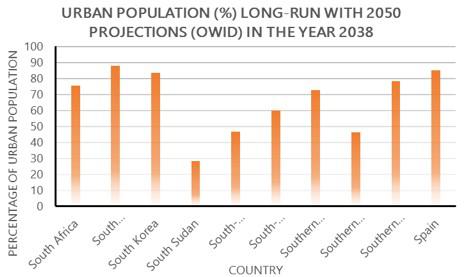 URBAN POPULATION (%) LONG-RUN WITH 2050
PROJECTIONS (OWID) IN THE YEAR 2038
PERCENTAGE OF URBAN POPULATION
100
90
80
70
60
50
40
30
20
10
0
South Africa
South...
South Korea
South Sudan
South-...
South-...
Southern...
Southern...
Southern...
Spain
COUNTRY